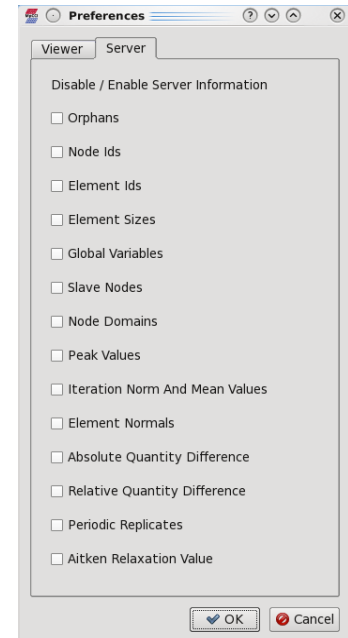 Preferences
Viewer Server
Disable / Enable Server Information
Orphans
Node Ids
Element Ids
Element Sizes
Global Variables
Slave Nodes
Node Domains
Peak Values
Iteration Norm And Mean Values
Element Normals
Absolute Quantity Difference
Relative Quantity Difference
Periodic Replicates
Aitken Relaxation Value
OK Cancel